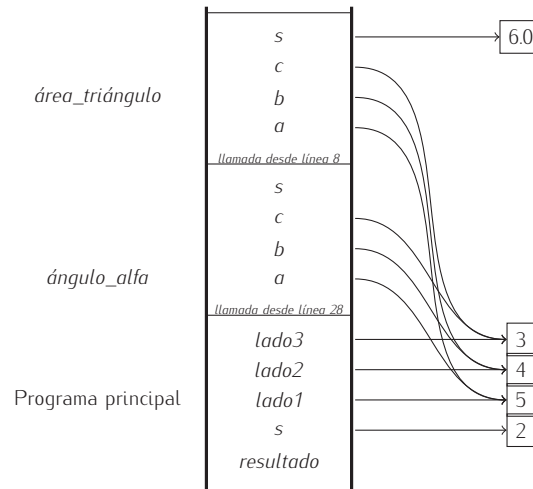 s 6.0
c
área_triángulo b
a
llamada desde línea 8
s
c
b
ángulo_alfa a
llamada desde línea 28
lado3 3
lado2 4
Programa principal lado1 5
s 2
resultado